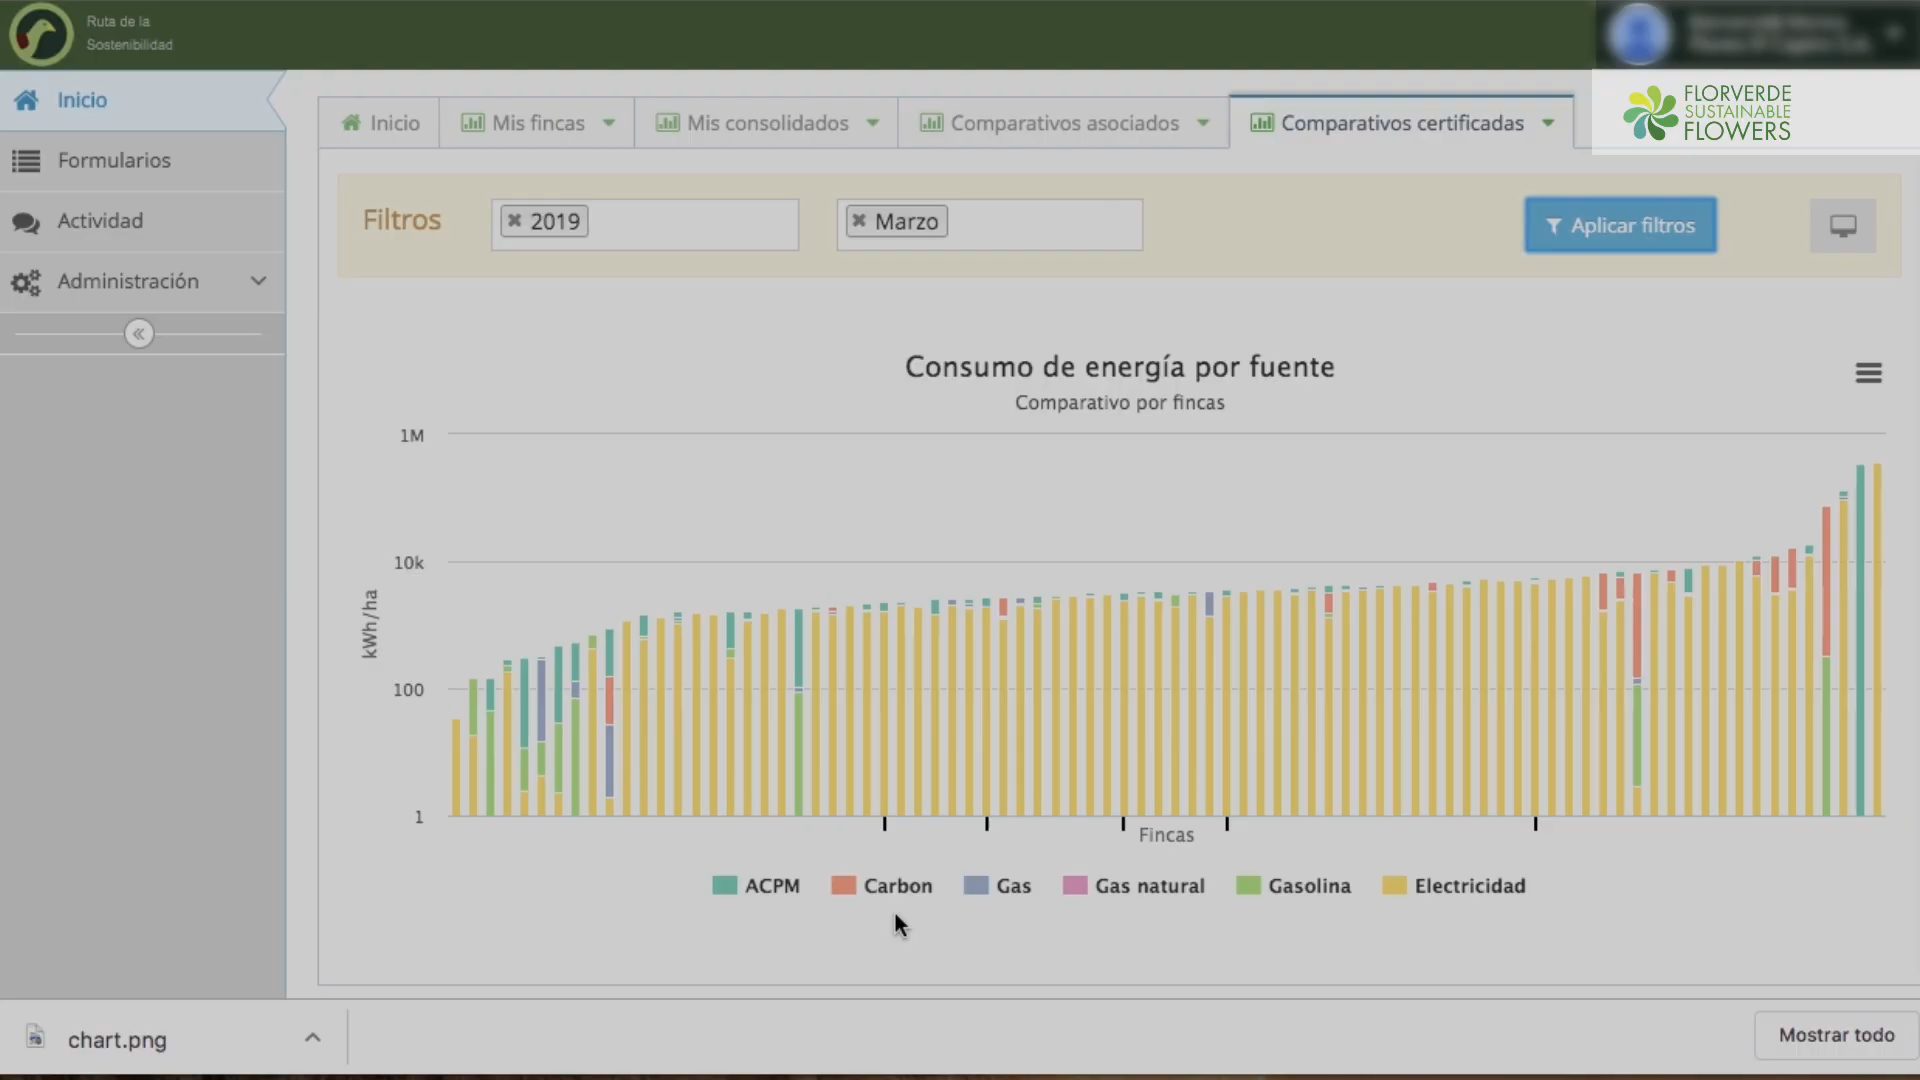 Ruta de la
Sostenibilidad
FLORVERDE
SUSTAINABLE
FLOWERS
Inicio
Formularios
Actividad
Administración
Inicio
Mis fincas
Mis consolidados
Comparativos asociados
Comparativos certificadas
Filtros
2019
Marzo
Aplicar filtros
Consumo de energía por fuente
Comparativo por fincas
kWh/ha
1M
10k
100
1
Fincas
ACPM
Carbon
Gas
Gas natural
Gasolina
Electricidad
chart.png
Mostrar todo